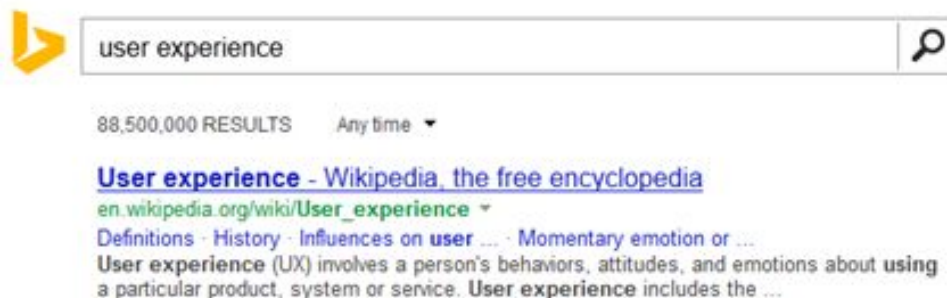 user experience
88,500,000 RESULTS Any time
User experience - Wikipedia, the free encyclopedia
en.wikipedia.org/wiki/User_experience
Definitions · History · Influences on user ... · Momentary emotion or ...
User experience (UX) involves a person's behaviors, attitudes, and emotions about using
a particular product, system or service. User experience includes the ...